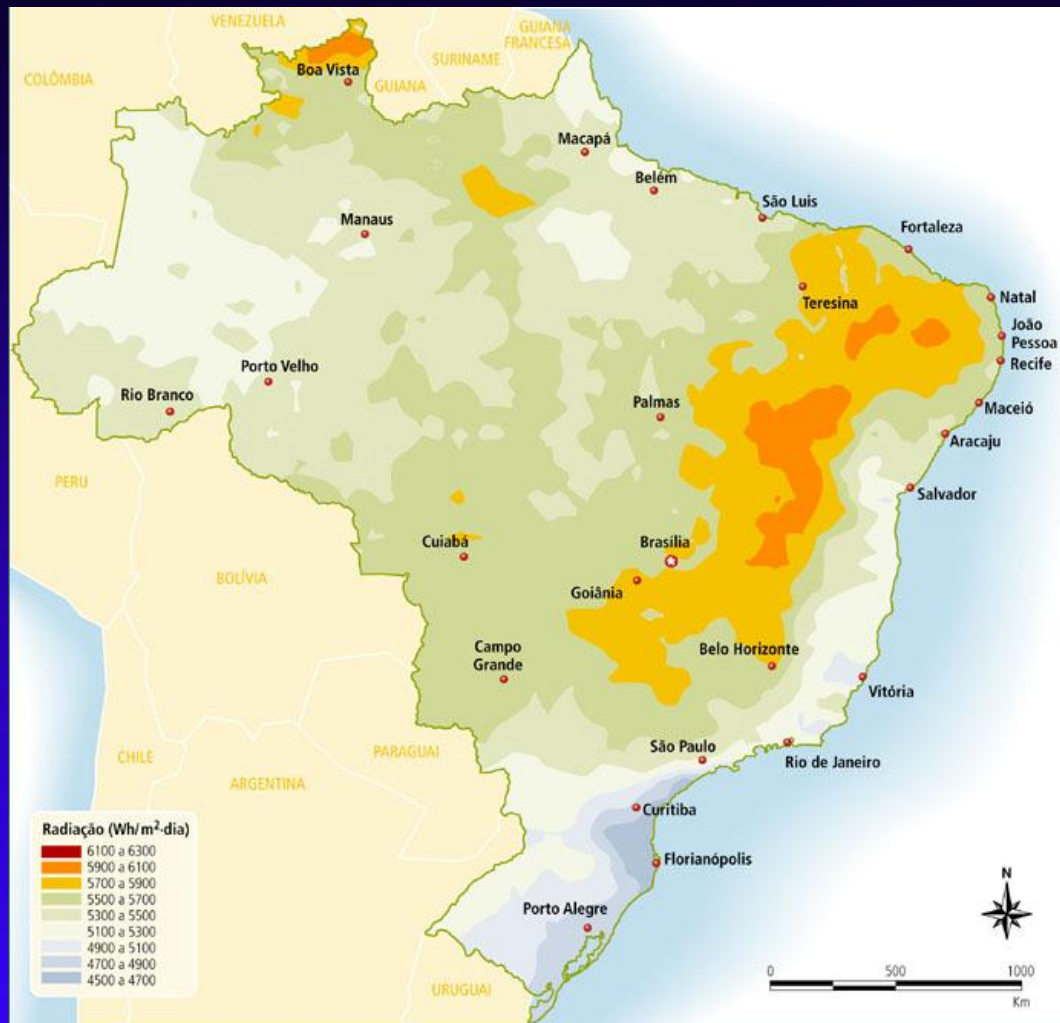 VENEZUELA
GUIANA
FRANCESA
SURINAME
COLÔMBIA
Boa Vista
GUIANA
Macapá
Belém
São Luis
Manaus
Fortaleza
Teresina
Natal
João
Pessoa
Recife
Porto Velho
Rio Branco
Palmas
Maceió
Aracaju
PERU
Salvador
Cuiabá
Brasília
BOLÍVIA
Goiânia
Campo
Grande
Belo Horizonte
Vitória
CHILE
PARAGUAI
São Paulo
Rio de Janeiro
ARGENTINA
Curitiba
Radiação (Wh/m²·dia)
6100 a 6300
5900 a 6100
5700 a 5900
5500 a 5700
5300 a 5500
5100 a 5300
4900 a 5100
4700 a 4900
4500 a 4700
Florianópolis
Porto Alegre
URUGUAI
N
0 500 1000
Km